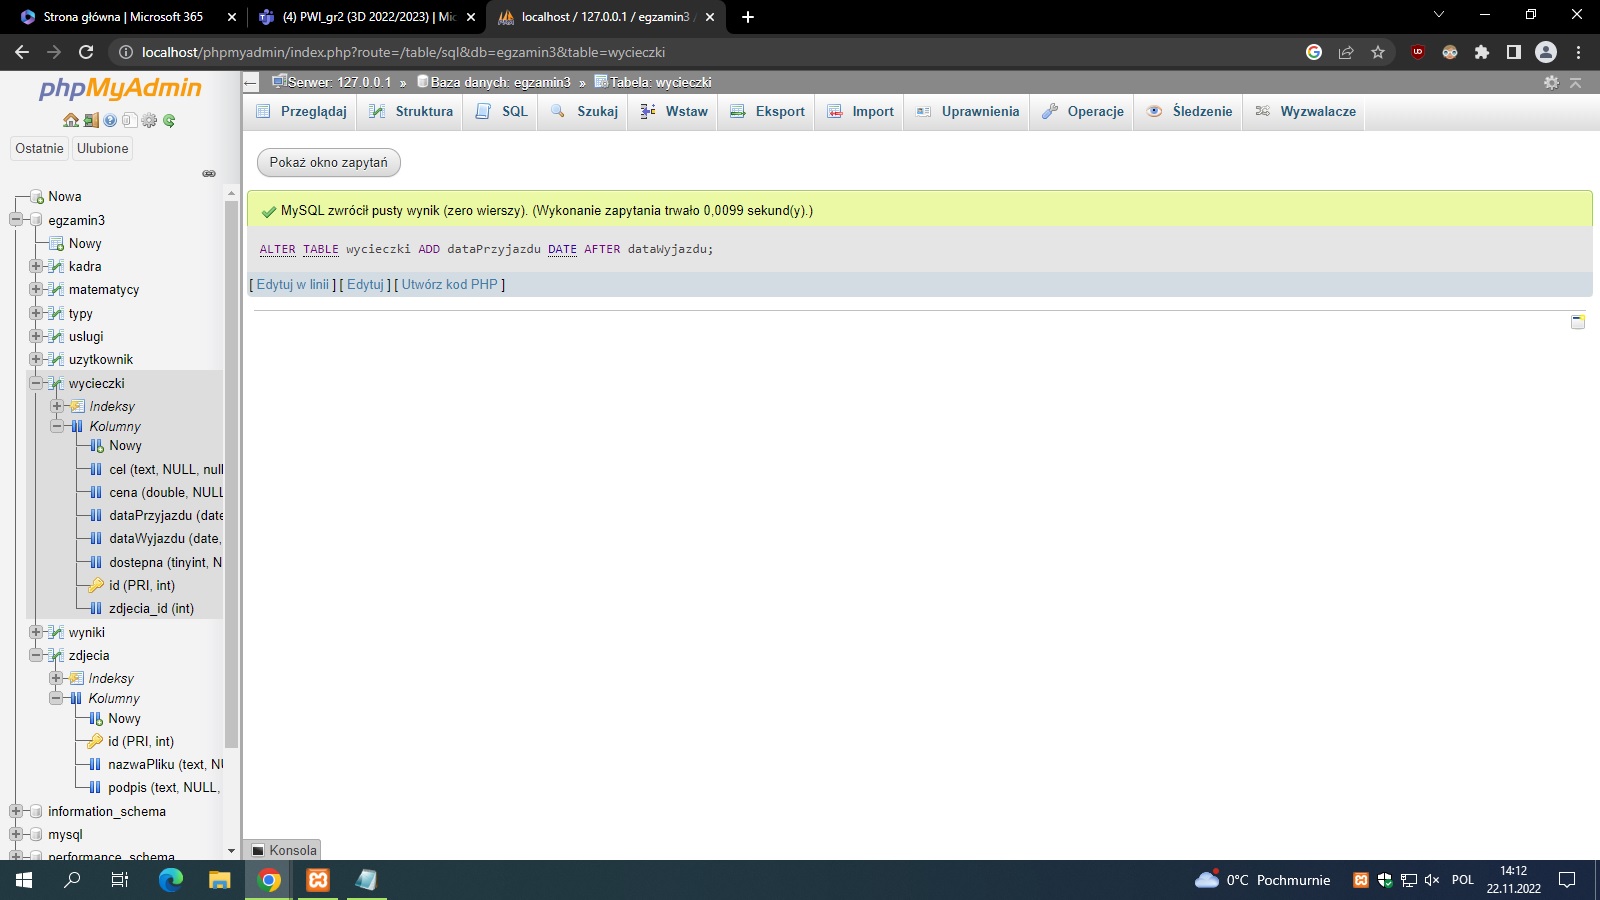 Strona główna | Microsoft 365
(4) PWI_gr2 (3D 2022/2023) | Mic
localhost / 127.0.0.1 / egzamin3 /
localhost/phpmyadmin/index.php?route=/table/sql&db=egzamin3&table=wycieczki
phpMyAdmin
Ostatnie Ulubione
Serwer: 127.0.0.1 » Baza danych: egzamin3 » Tabela: wycieczki
Przeglądaj Struktura SQL Szukaj Wstaw Eksport Import Uprawnienia Operacje Śledzenie Wyzwalacze
Pokaż okno zapytań
MySQL zwrócił pusty wynik (zero wierszy). (Wykonanie zapytania trwało 0,0099 sekund(y).)
ALTER TABLE wycieczki ADD dataPrzyjazdu DATE AFTER dataWyjazdu;
[ Edytuj w linii ] [ Edytuj ] [ Utwórz kod PHP ]
Nowa
egzamin3
Nowy
kadra
matematycy
typy
uslugi
uzytkownik
wycieczki
Indeksy
Kolumny
Nowy
cel (text, NULL, null
cena (double, NULL
dataPrzyjazdu (date
dataWyjazdu (date,
dostepna (tinyint, N
id (PRI, int)
zdjecia_id (int)
wyniki
zdjecia
Indeksy
Kolumny
Nowy
id (PRI, int)
nazwaPliku (text, NU
podpis (text, NULL,
information_schema
mysql
performance_schema
Konsola
0°C Pochmurnie
POL
14:12
22.11.2022